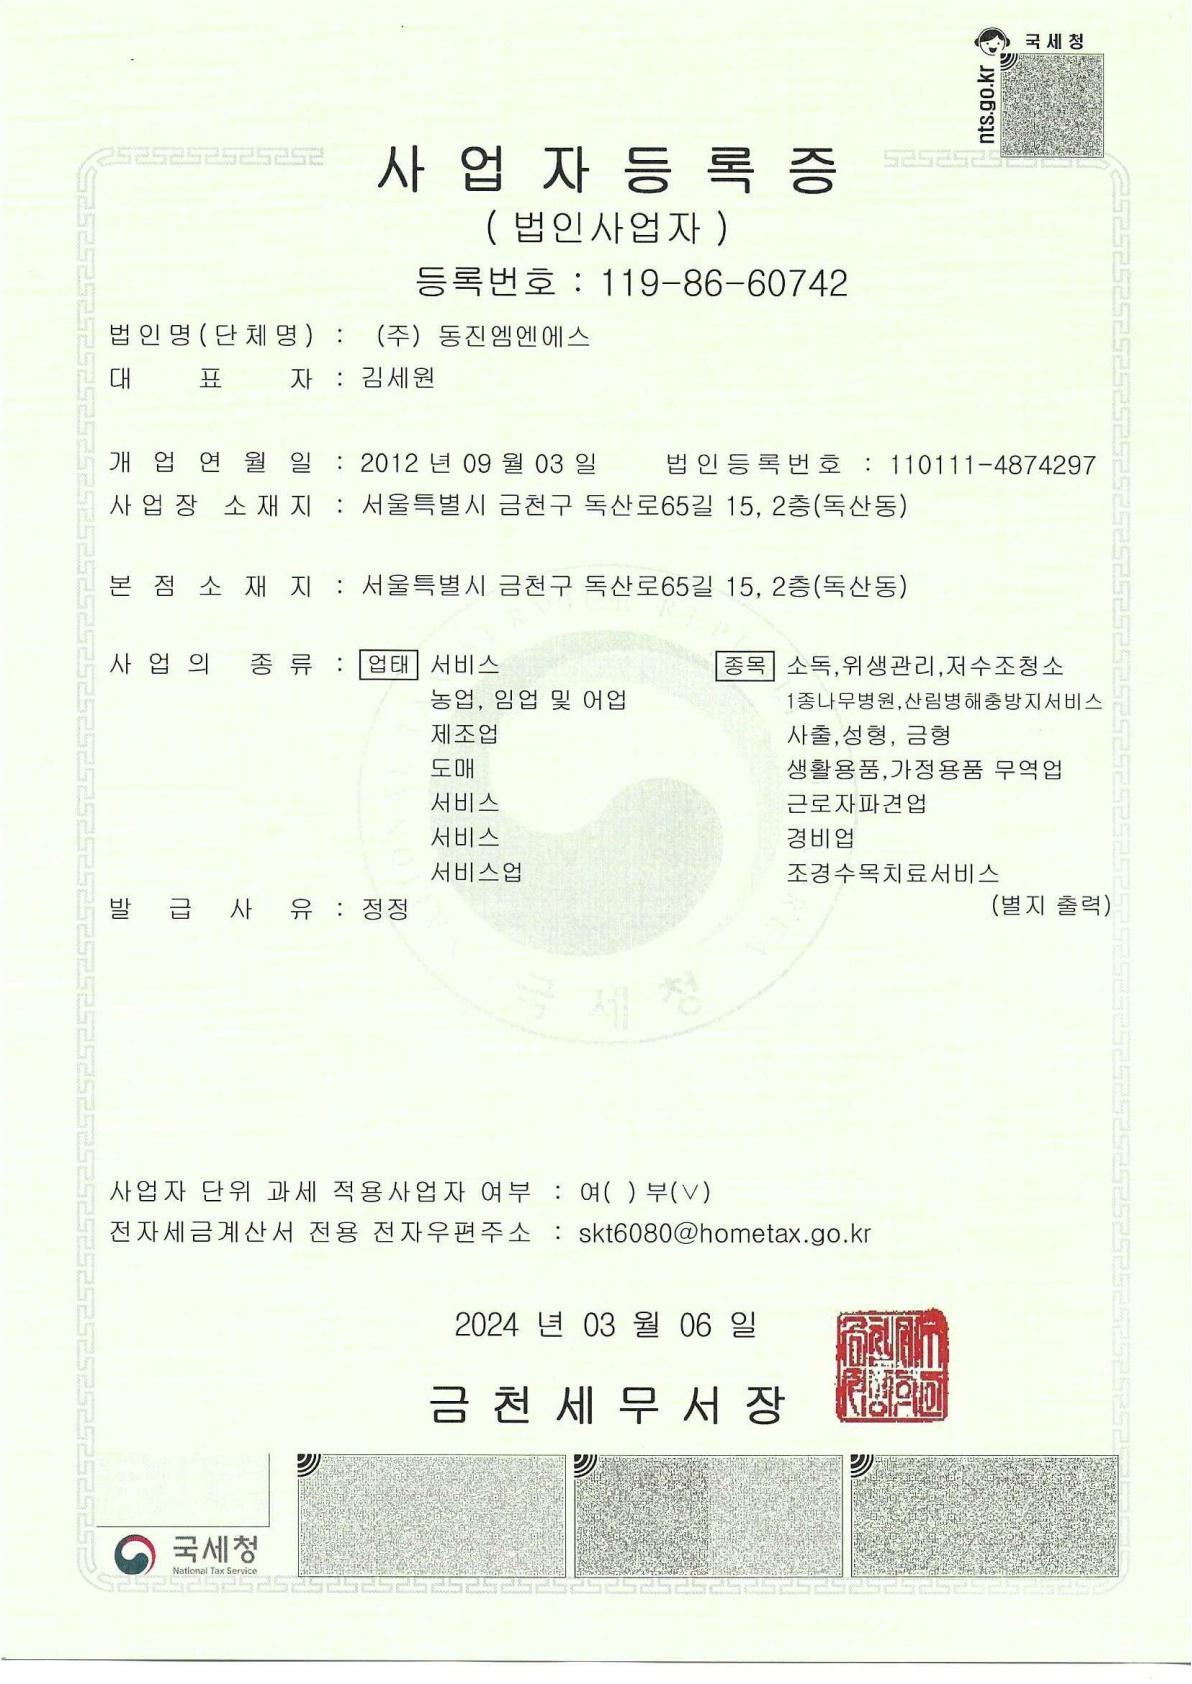 국세청
nts.go.kr
사업자등록증
( 법인사업자 )
등록번호 : 119-86-60742
법인명(단체명) : (주) 동진엠엔에스
대 표 자 : 김세원
개 업 연 월 일 : 2012 년 09 월 03 일 법인등록번호 : 110111-4874297
사업장 소재지 : 서울특별시 금천구 독산로65길 15, 2층(독산동)
본 점 소 재 지 : 서울특별시 금천구 독산로65길 15, 2층(독산동)
사 업 의 종 류 : 업태 서비스 종목 소독,위생관리,저수조청소
농업, 임업 및 어업 1종나무병원,산림병해충방지서비스
제조업 사출,성형, 금형
도매 생활용품,가정용품 무역업
서비스 근로자파견업
서비스 경비업
서비스업 조경수목치료서비스
발 급 사 유 : 정정 (별지 출력)
국세청
사업자 단위 과세 적용사업자 여부 : 여( ) 부(∨)
전자세금계산서 전용 전자우편주소 : skt6080@hometax.go.kr
2024 년 03 월 06 일
금천세무서장
국세청
National Tax Service